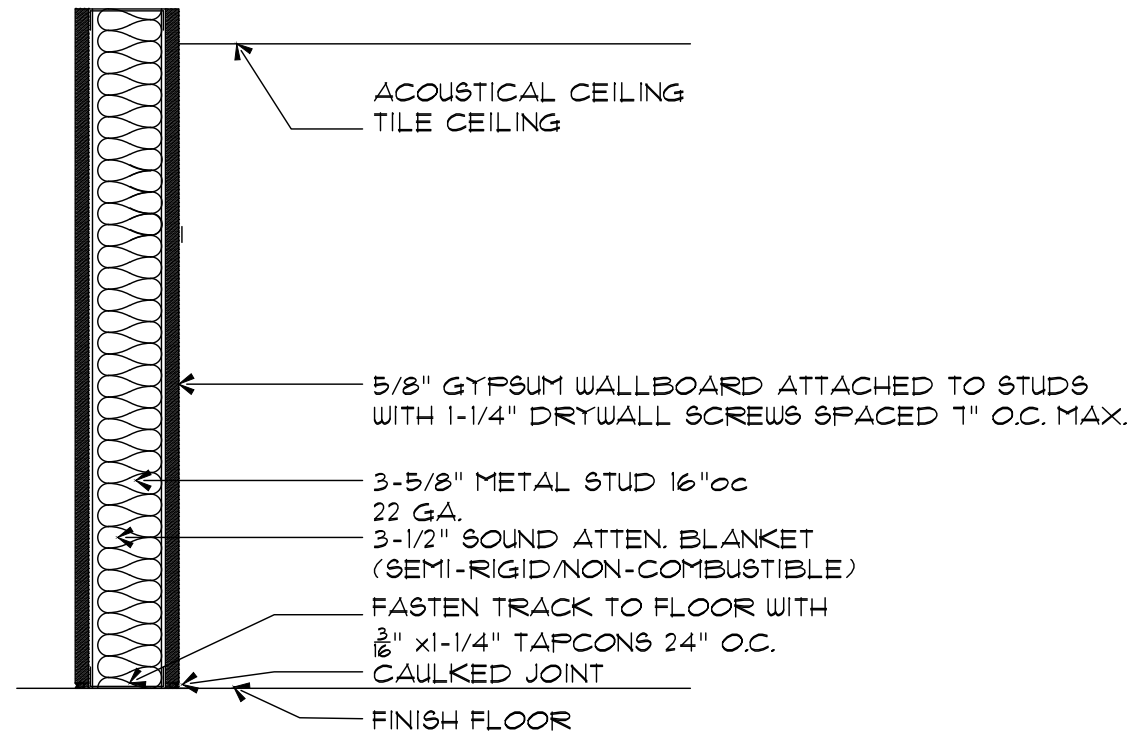 ACOUSTICAL CEILING
TILE CEILING
5/8" GYPSUM WALLBOARD ATTACHED TO STUDS
WITH 1-1/4" DRYWALL SCREWS SPACED 7" O.C. MAX.
3-5/8" METAL STUD 16"oc
22 GA.
3-1/2" SOUND ATTEN. BLANKET
(SEMI-RIGID/NON-COMBUSTIBLE)
FASTEN TRACK TO FLOOR WITH
3/16" x1-1/4" TAPCONS 24" O.C.
CAULKED JOINT
FINISH FLOOR